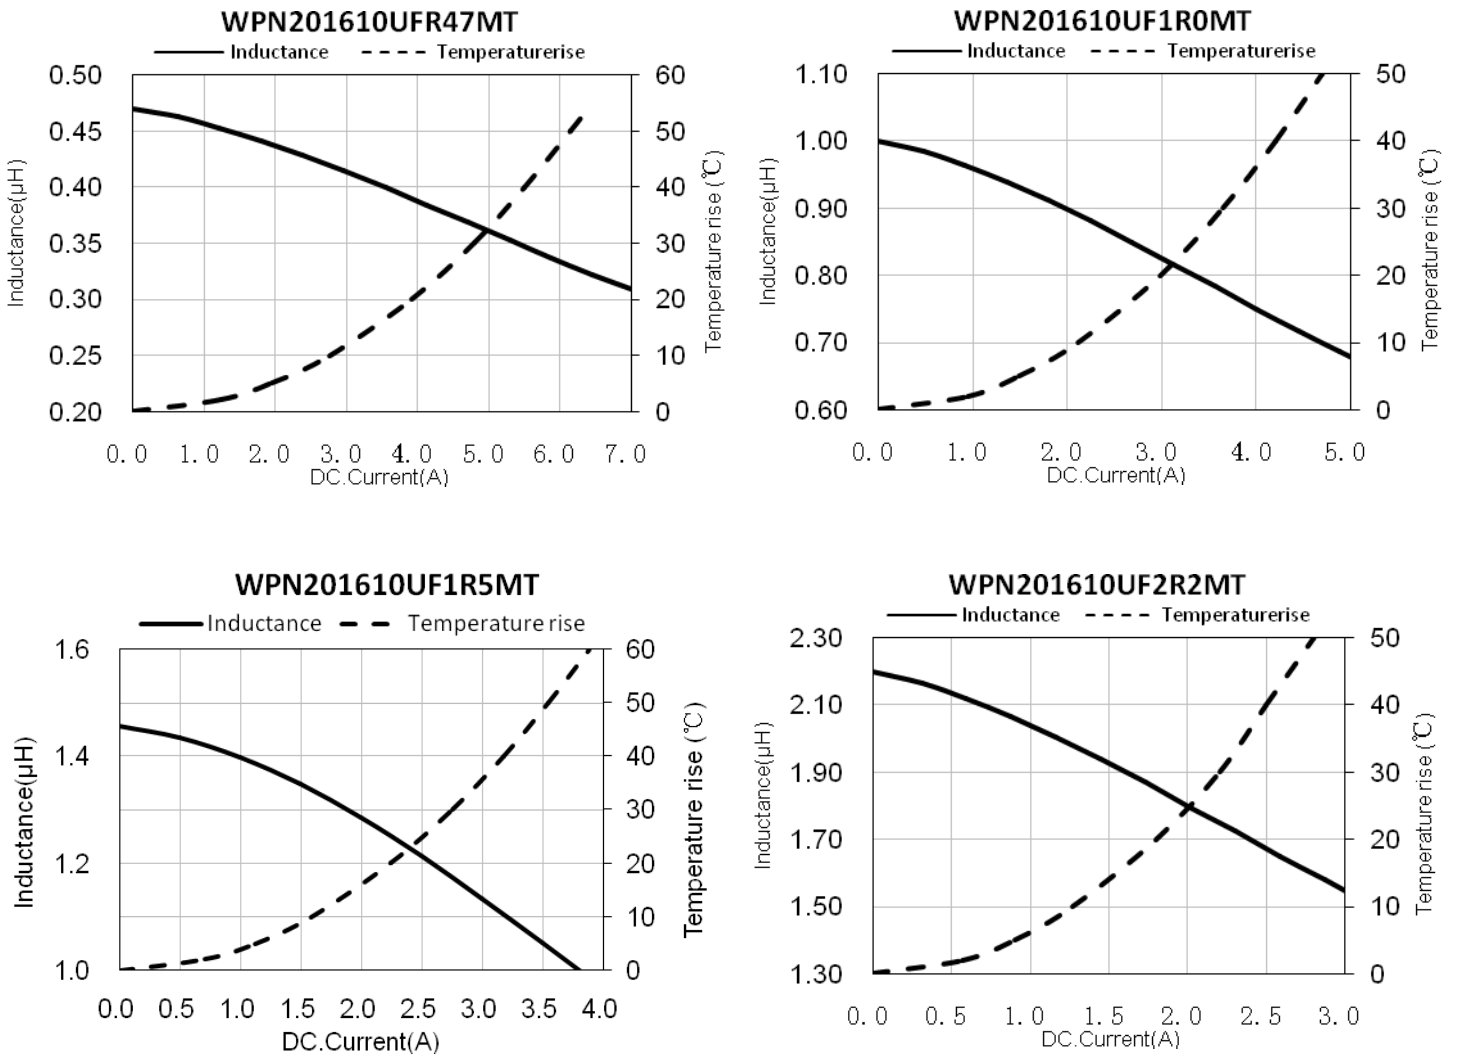 WPN201610UFR47MT
Inductance Temperaturerise
0.50
0.45
0.40
0.35
0.30
0.25
0.20
Inductance(μH)
60
50
40
30
20
10
0
Temperature rise (℃)
0.0 1.0 2.0 3.0 4.0 5.0 6.0 7.0
DC.Current(A)
WPN201610UF1R0MT
Inductance Temperaturerise
1.10
1.00
0.90
0.80
0.70
0.60
Inductance(μH)
50
40
30
20
10
0
Temperature rise (℃)
0.0 1.0 2.0 3.0 4.0 5.0
DC.Current(A)
WPN201610UF1R5MT
Inductance Temperature rise
1.6
1.4
1.2
1.0
Inductance(μH)
60
50
40
30
20
10
0
Temperature rise (℃)
0.0 0.5 1.0 1.5 2.0 2.5 3.0 3.5 4.0
DC.Current(A)
WPN201610UF2R2MT
Inductance Temperaturerise
2.30
2.10
1.90
1.70
1.50
1.30
Inductance(μH)
50
40
30
20
10
0
Temperature rise (℃)
0.0 0.5 1.0 1.5 2.0 2.5 3.0
DC.Current(A)